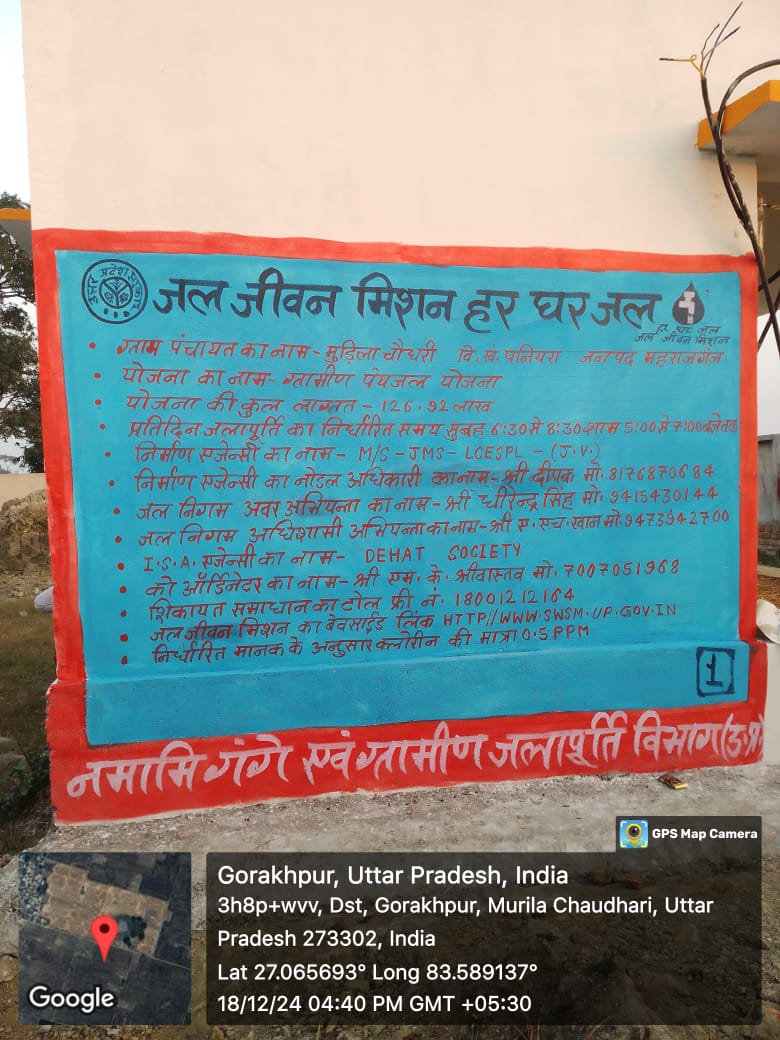 उत्तर प्रदेश सरकार
जल जीवन मिशन हर घर जल
हर घर जल
जल जीवन मिशन
• ग्राम पंचायत का नाम - मुड़िला चौधरी वि. खं. पनियरा जनपद महराजगंज
• योजना का नाम - ग्रामीण पेयजल योजना
• योजना की कुल लागत - 126.92 लाख
• प्रतिदिन जलापूर्ति का निर्धारित समय सुबह 6:30 से 8:30 शाम 5:00 से 7:00 बजे तक
• निर्माण एजेन्सी का नाम - M/S - JMS - LCESPL - (J.V.)
• निर्माण एजेन्सी का नोडल अधिकारी का नाम - श्री दीपक मो. 8176870684
• जल निगम अवर अभियन्ता का नाम - श्री धीरेन्द्र सिंह मो. 9415430144
• जल निगम अधिशासी अभियन्ता का नाम - श्री ए. एच. खान मो. 9473942700
• I.S.A. एजेन्सी का नाम - DEHAT SOCIETY
• को ऑर्डिनेटर का नाम - श्री एम. के. श्रीवास्तव मो. 7007051968
• शिकायत समाधान का टोल फ्री नं. 18001212164
• जल जीवन मिशन का बेवसाईड लिंक HTTP//WWW.SWSM.UP.GOV.IN
• निर्धारित मानक के अनुसार क्लोरीन की मात्रा 0.5 PPM
1
नमामि गंगे एवं ग्रामीण जलापूर्ति विभाग (उ.प्र.)
GPS Map Camera
Gorakhpur, Uttar Pradesh, India
3h8p+wvv, Dst, Gorakhpur, Murila Chaudhari, Uttar
Pradesh 273302, India
Lat 27.065693° Long 83.589137°
18/12/24 04:40 PM GMT +05:30
Google